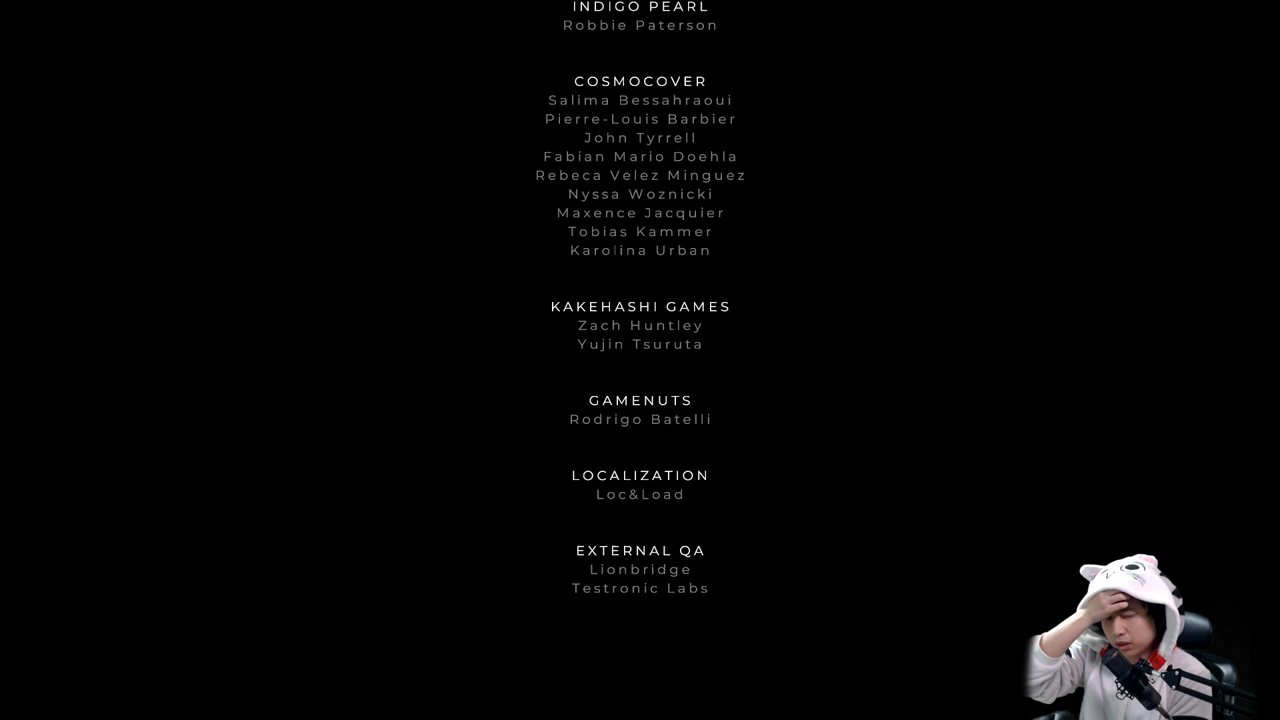 INDIGO PEARL
Robbie Paterson
COSMOCOVER
Salima Bessahraoui
Pierre-Louis Barbier
John Tyrrell
Fabian Mario Doehla
Rebeca Velez Minguez
Nyssa Woznicki
Maxence Jacquier
Tobias Kammer
Karolina Urban
KAKEHASHI GAMES
Zach Huntley
Yujin Tsuruta
GAMENUTS
Rodrigo Batelli
LOCALIZATION
Loc&Load
EXTERNAL QA
Lionbridge
Testronic Labs